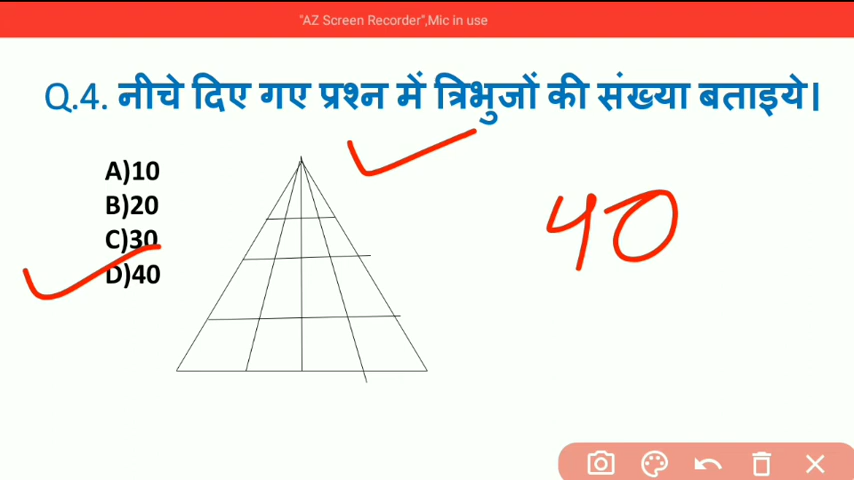 "AZ Screen Recorder",Mic in use
Q.4. नीचे दिए गए प्रश्न में त्रिभुजों की संख्या बताइये।
A)10
B)20
C)30
D)40
40